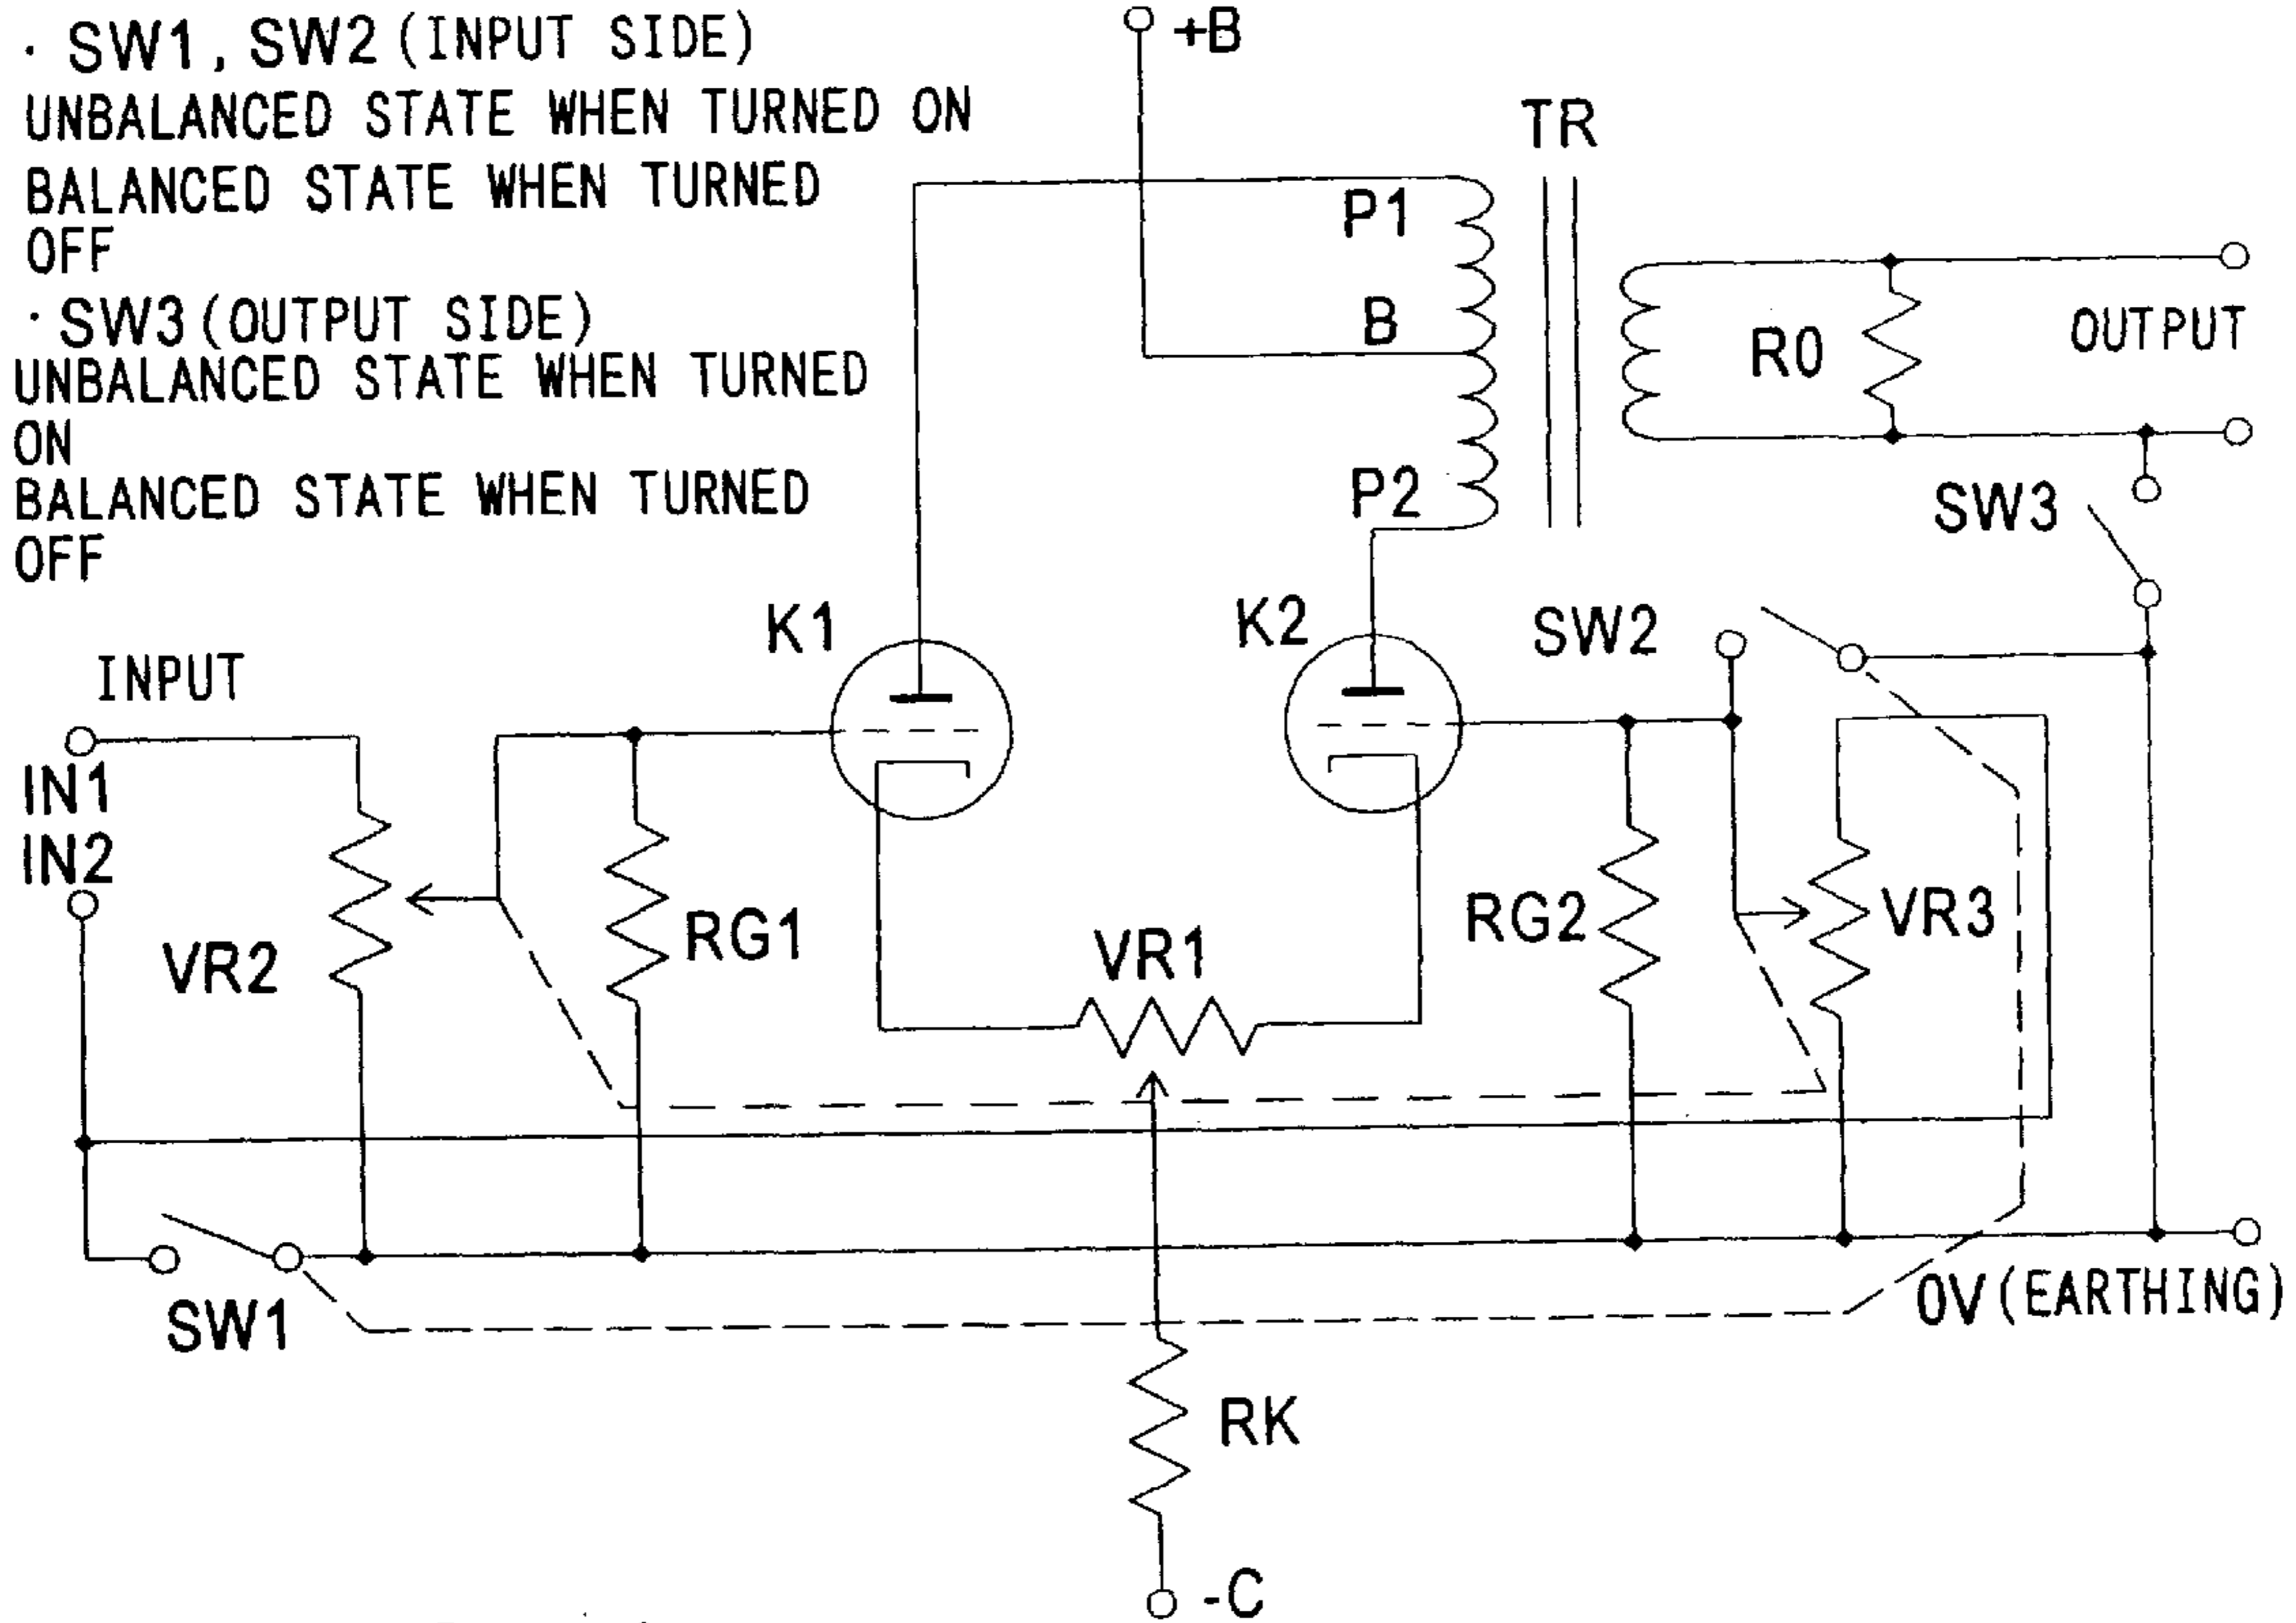 · SW1, SW2 (INPUT SIDE)
UNBALANCED STATE WHEN TURNED ON
BALANCED STATE WHEN TURNED
OFF
· SW3 (OUTPUT SIDE)
UNBALANCED STATE WHEN TURNED
ON
BALANCED STATE WHEN TURNED
OFF
+B
TR
P1
B
P2
R0
OUTPUT
SW3
K1
K2
SW2
INPUT
IN1
IN2
VR2
RG1
VR1
RG2
VR3
SW1
0V (EARTHING)
RK
-C